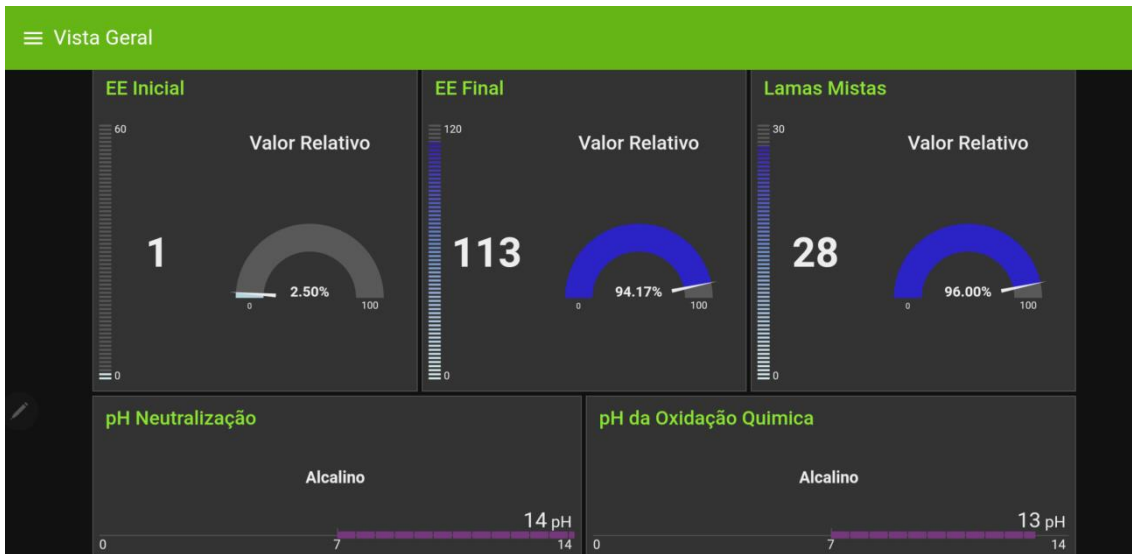 Vista Geral
EE Inicial
60
Valor Relativo
1
2.50%
0
100
0
EE Final
120
Valor Relativo
113
94.17%
0
100
0
Lamas Mistas
30
Valor Relativo
28
96.00%
0
100
0
pH Neutralização
Alcalino
14 pH
0 7 14
pH da Oxidação Quimica
Alcalino
13 pH
0 7 14